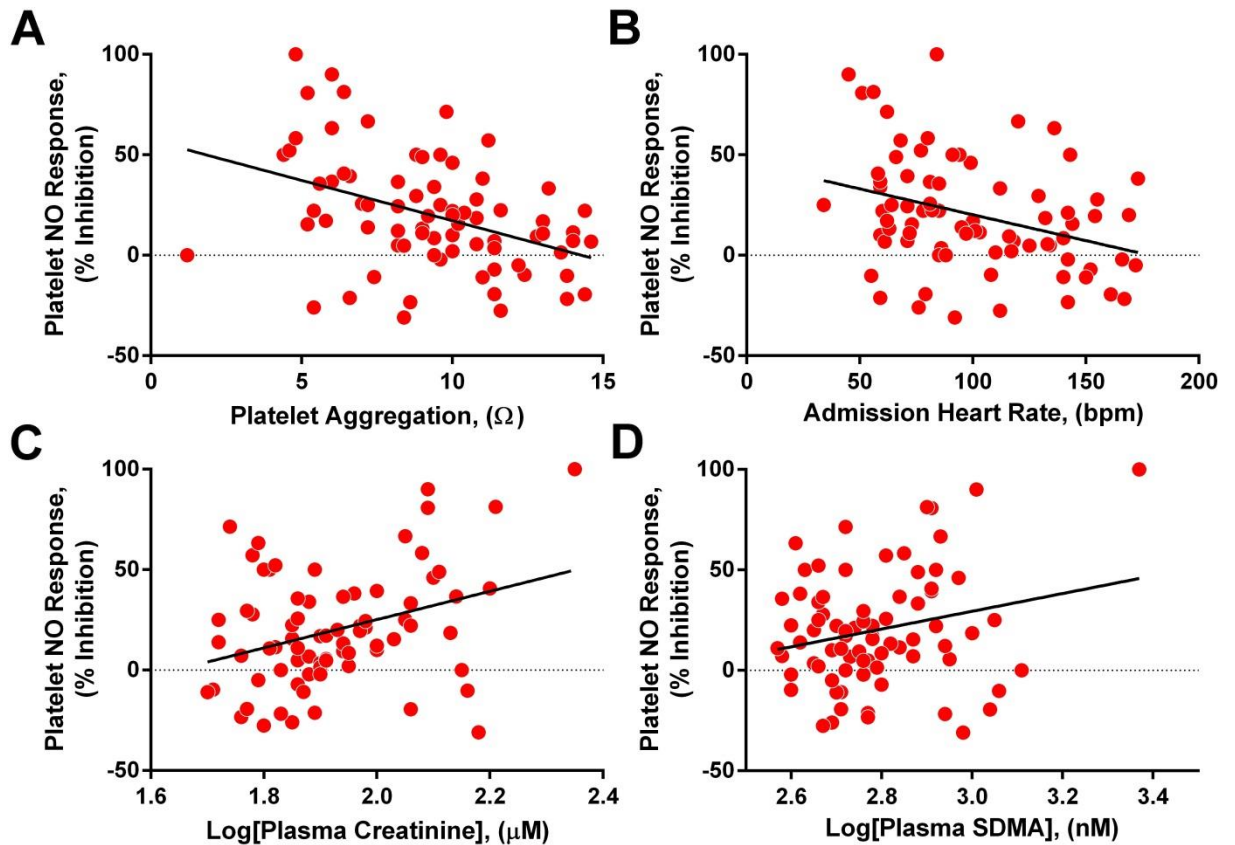 A
Platelet NO Response,
(% Inhibition)
100
50
0
-50
0 5 10 15
Platelet Aggregation, (Ω)
B
Platelet NO Response,
(% Inhibition)
100
50
0
-50
0 50 100 150 200
Admission Heart Rate, (bpm)
C
Platelet NO Response,
(% Inhibition)
100
50
0
-50
1.6 1.8 2.0 2.2 2.4
Log[Plasma Creatinine], (μM)
D
Platelet NO Response,
(% Inhibition)
100
50
0
-50
2.6 2.8 3.0 3.2 3.4
Log[Plasma SDMA], (nM)